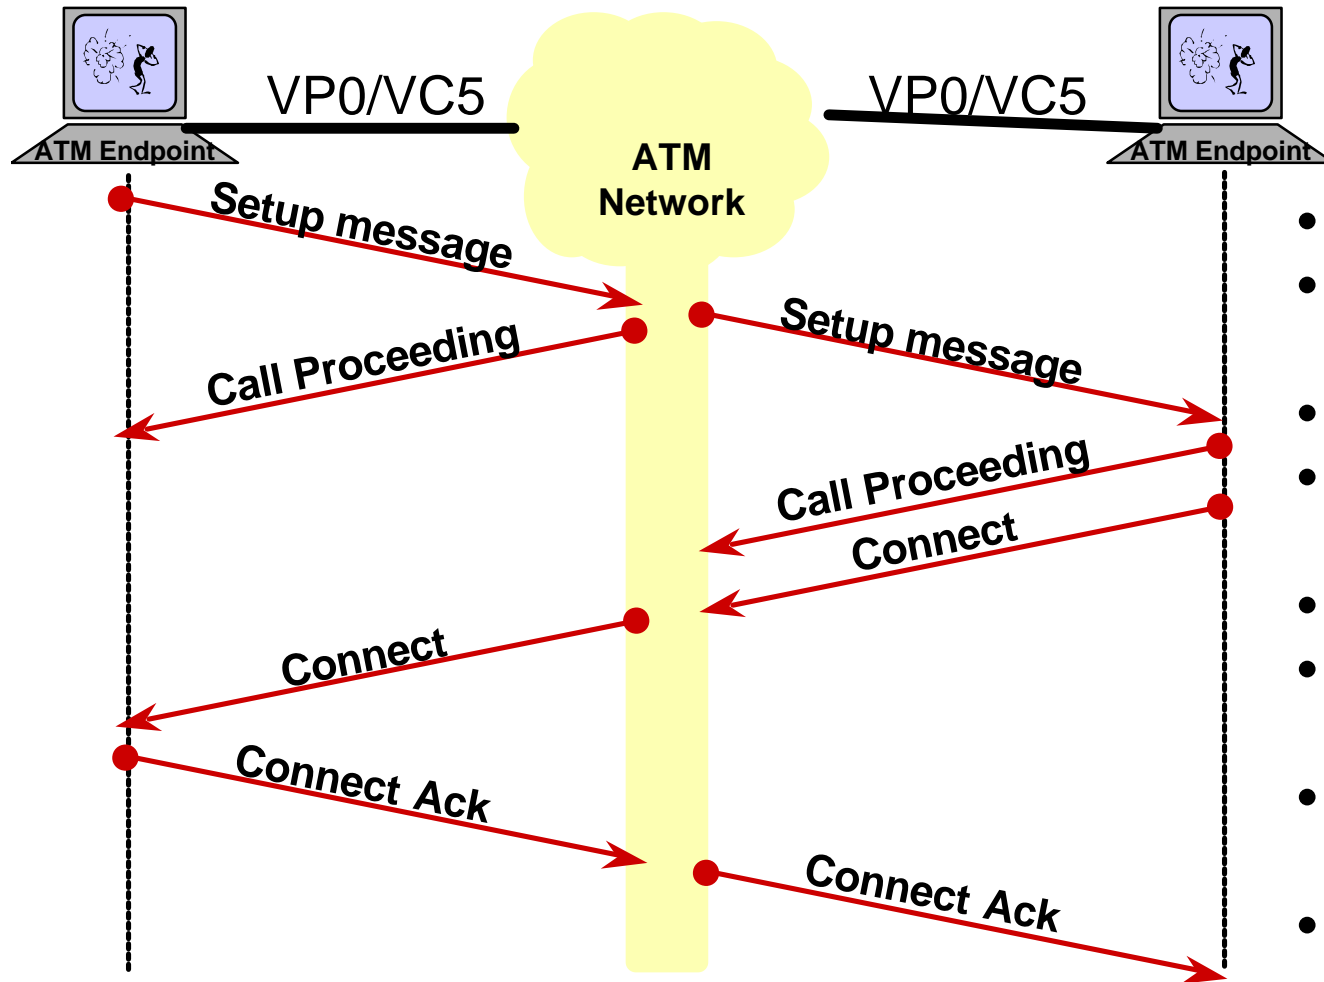 VP0/VC5
VP0/VC5
ATM Endpoint
ATM
Network
ATM Endpoint
Setup message
Setup message
Call Proceeding
Call Proceeding
Connect
Connect
Connect Ack
Connect Ack